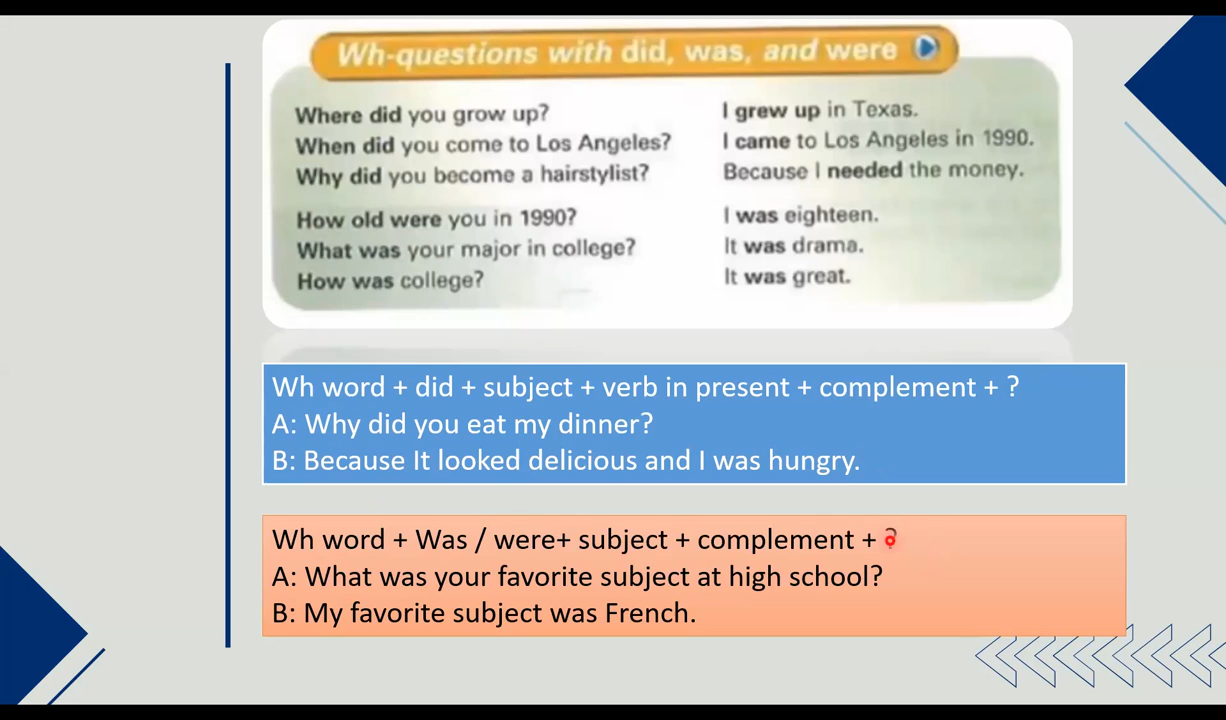 Wh-questions with did, was, and were
Where did you grow up?
I grew up in Texas.
When did you come to Los Angeles?
I came to Los Angeles in 1990.
Why did you become a hairstylist?
Because I needed the money.
How old were you in 1990?
I was eighteen.
What was your major in college?
It was drama.
How was college?
It was great.
Wh word + did + subject + verb in present + complement + ?
A: Why did you eat my dinner?
B: Because It looked delicious and I was hungry.
Wh word + Was / were+ subject + complement + ?
A: What was your favorite subject at high school?
B: My favorite subject was French.